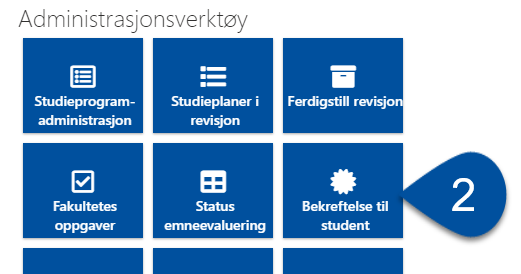 Administrasjonsverktøy
Studieprogram-
administrasjon
Studieplaner i
revisjon
Ferdigstill revisjon
Fakultetes
oppgaver
Status
emneevaluering
Bekreftelse til
student
2